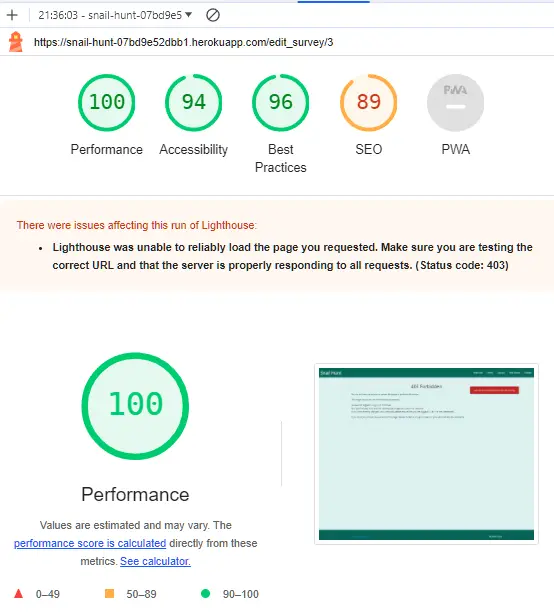 21:36:03 - snail-hunt-07bd9e5
https://snail-hunt-07bd9e52dbb1.herokuapp.com/edit_survey/3
100 94 96 89 PWA
Performance Accessibility Best Practices SEO PWA
There were issues affecting this run of Lighthouse:
Lighthouse was unable to reliably load the page you requested. Make sure you are testing the
correct URL and that the server is properly responding to all requests. (Status code: 403)
100
Snail Hunt
403 Forbidden
Performance
Values are estimated and may vary. The
performance score is calculated directly from these
metrics. See calculator.
0–49 50–89 90–100